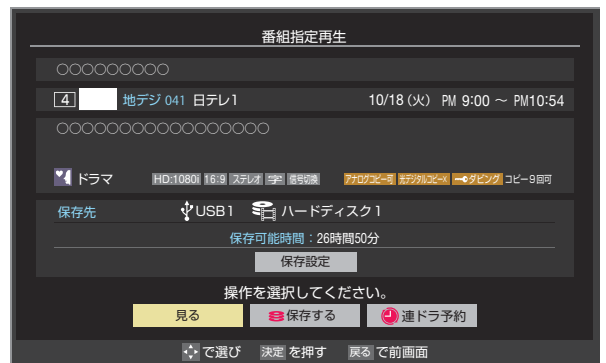 番組指定再生
○○○○○○○○○
4 地デジ 041 日テレ1 10/18 (火) PM 9:00 ~ PM10:54
○○○○○○○○○○○○○○○○○
ドラマ HD:1080i 16:9 ステレオ 字 信号切換 アナログコピー可 光デジタルコピー× ダビング コピー9回可
保存先 USB1 ハードディスク1
保存可能時間:26時間50分
保存設定
操作を選択してください。
見る 保存する 連ドラ予約
で選び 決定 を押す 戻る で前画面